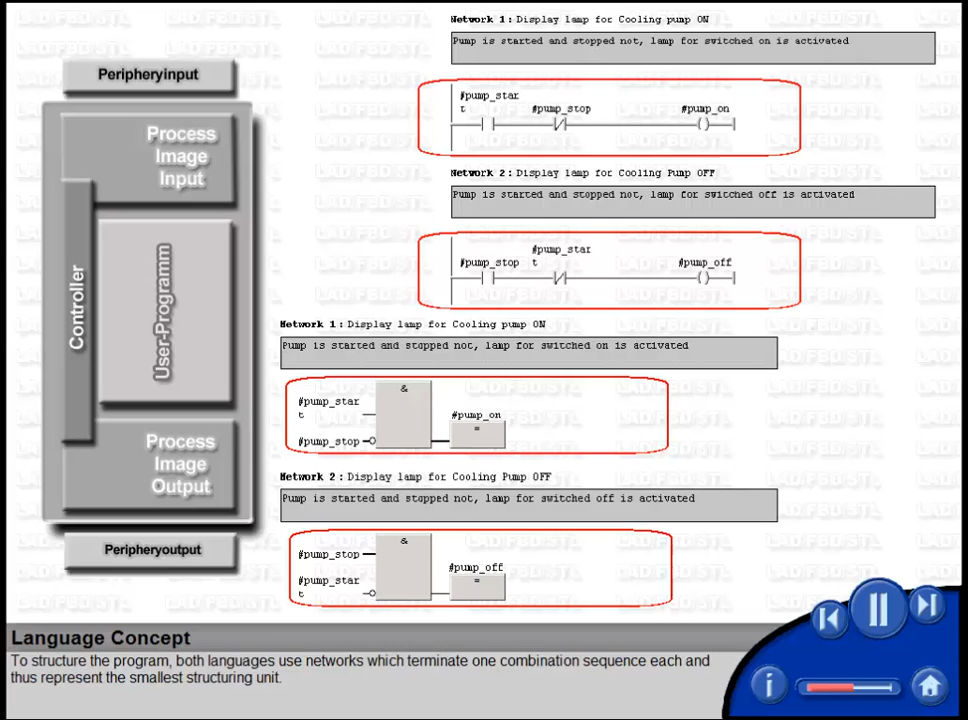 Network 1: Display lamp for Cooling pump ON
Pump is started and stopped not, lamp for switched on is activated
Peripheryinput
#pump_star
t
#pump_stop
#pump_on
Process
Image
Input
Network 2: Display lamp for Cooling Pump OFF
Pump is started and stopped not, lamp for switched off is activated
#pump_star
#pump_stop
t
#pump_off
Controller
User-Programm
Network 1: Display lamp for Cooling pump ON
Pump is started and stopped not, lamp for switched on is activated
&
#pump_star
t
#pump_stop
#pump_on
=
Process
Image
Output
Network 2: Display lamp for Cooling Pump OFF
Pump is started and stopped not, lamp for switched off is activated
&
#pump_stop
#pump_star
t
#pump_off
=
Peripheryoutput
LAD FBD STL
Language Concept
To structure the program, both languages use networks which terminate one combination sequence each and
thus represent the smallest structuring unit.
i